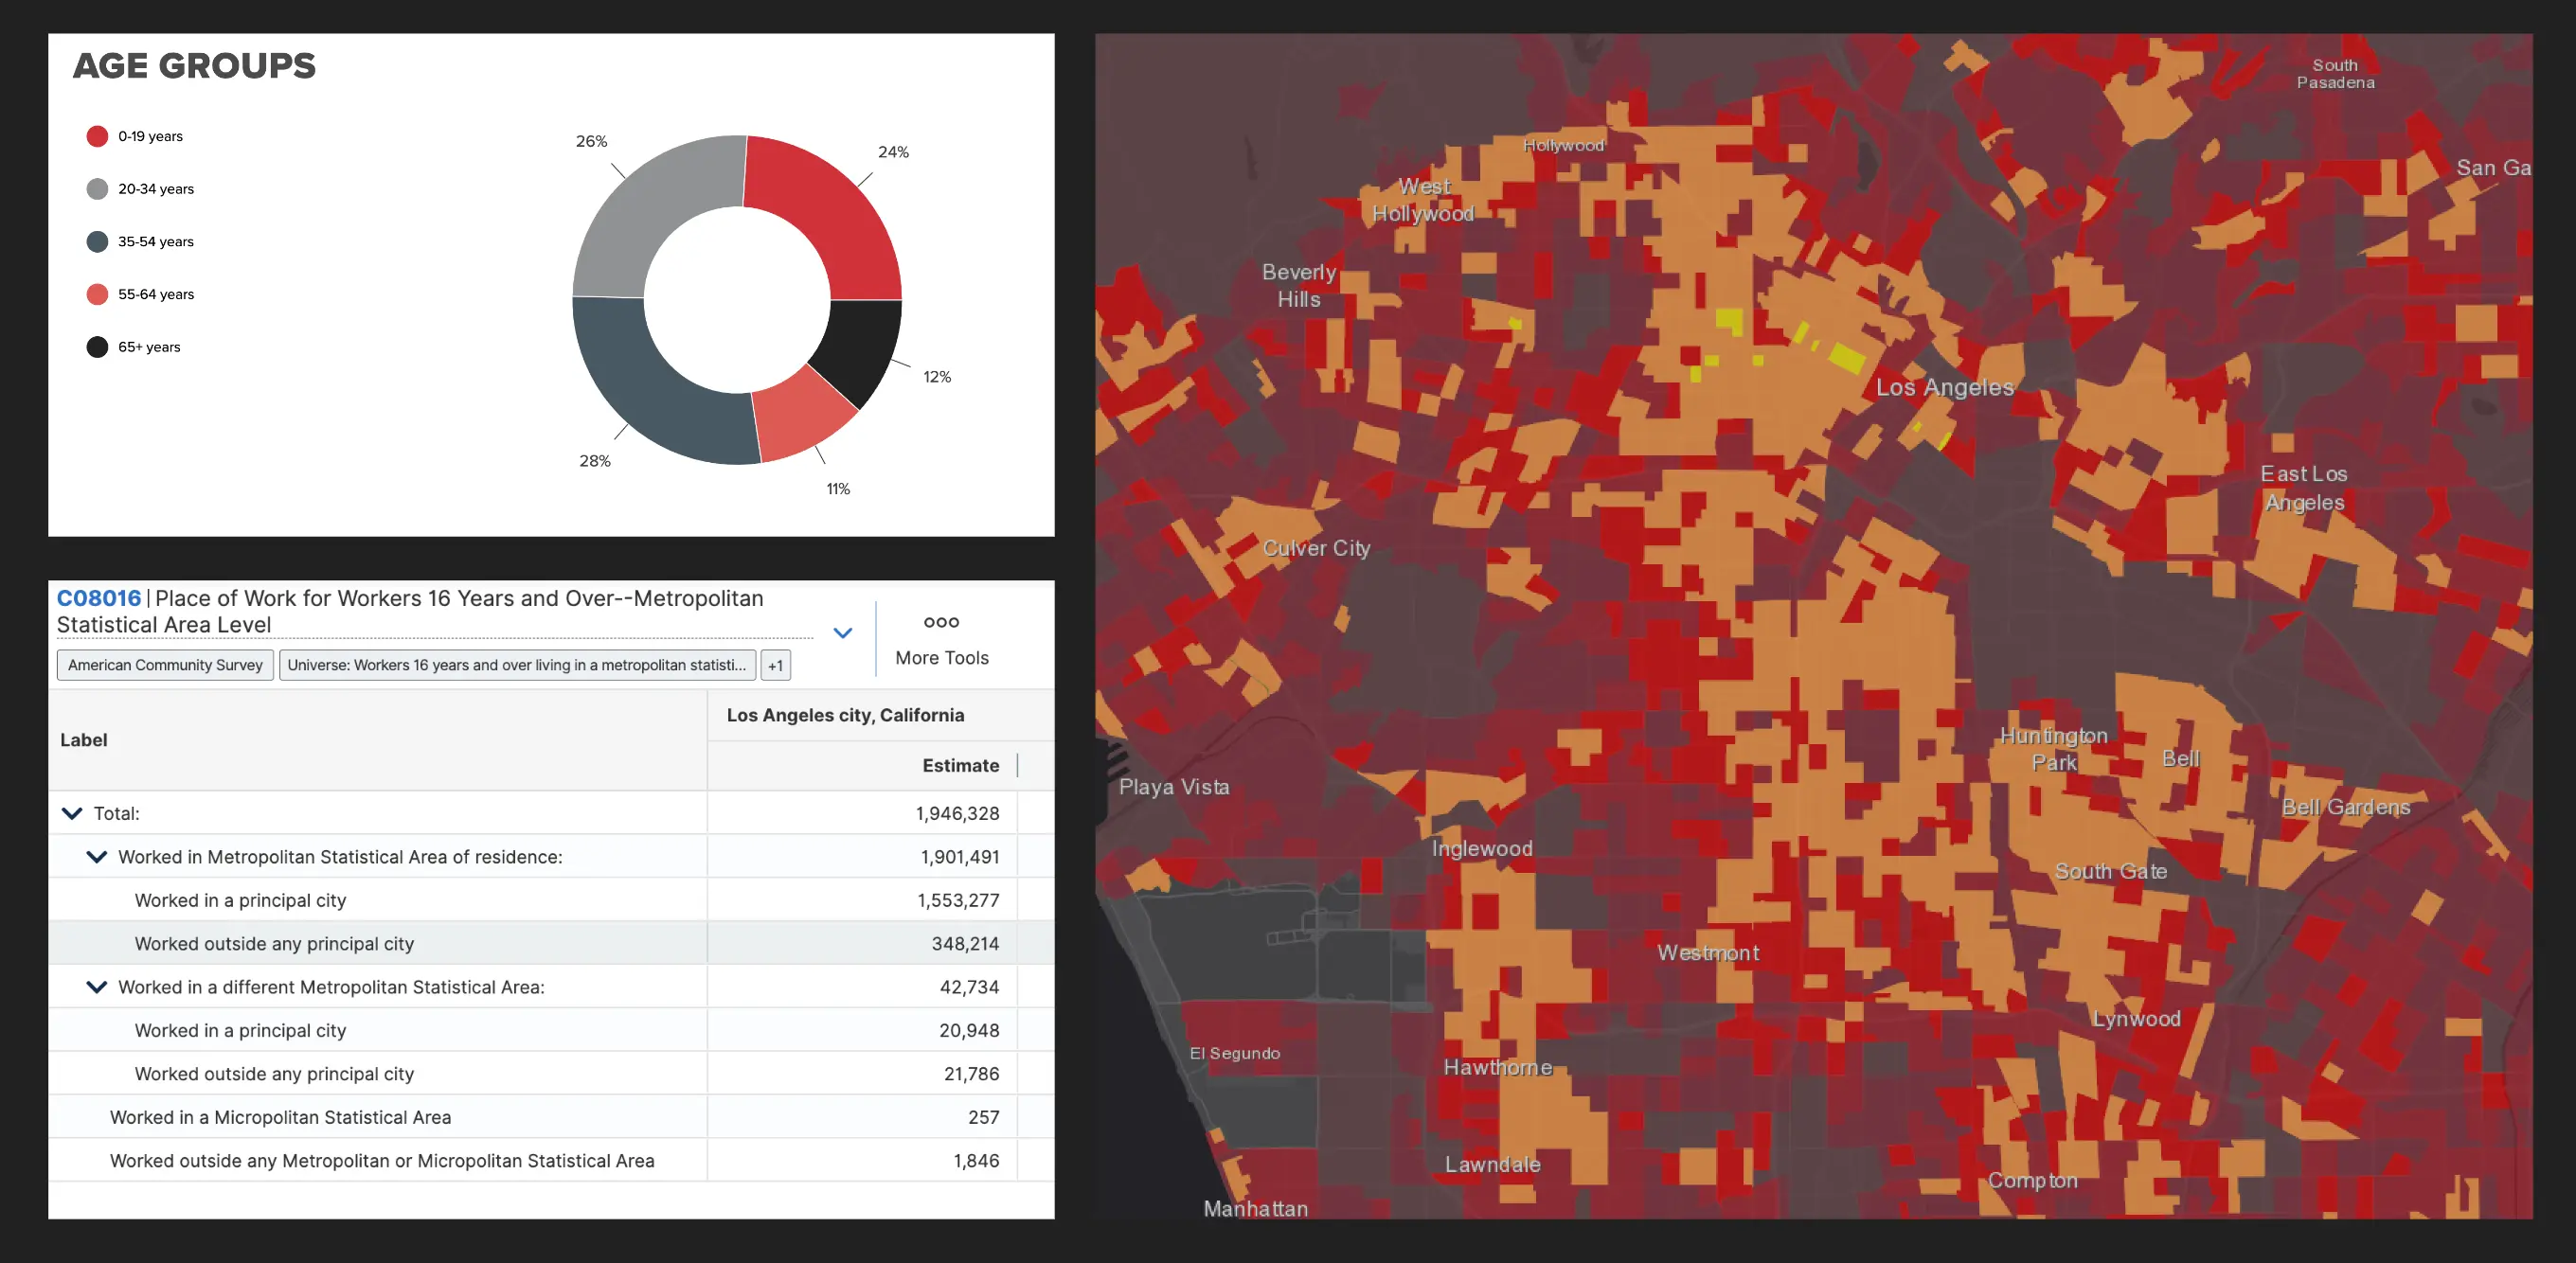 AGE GROUPS
0-19 years
20-34 years
35-54 years
55-64 years
65+ years
26%
24%
12%
28%
11%
C08016 | Place of Work for Workers 16 Years and Over--Metropolitan
Statistical Area Level
ooo
More Tools
American Community Survey
Universe: Workers 16 years and over living in a metropolitan statisti...
+1
Label
Los Angeles city, California
Estimate
Total: 1,946,328
Worked in Metropolitan Statistical Area of residence: 1,901,491
Worked in a principal city 1,553,277
Worked outside any principal city 348,214
Worked in a different Metropolitan Statistical Area: 42,734
Worked in a principal city 20,948
Worked outside any principal city 21,786
Worked in a Micropolitan Statistical Area 257
Worked outside any Metropolitan or Micropolitan Statistical Area 1,846
South
Pasadena
Hollywood
San Ga
West
Hollywood
Beverly
Hills
Los Angeles
East Los
Angeles
Culver City
Huntington
Park
Bell
Playa Vista
Bell Gardens
Inglewood
South Gate
Westmont
Lynwood
El Segundo
Hawthorne
Lawndale
Compton
Manhattan